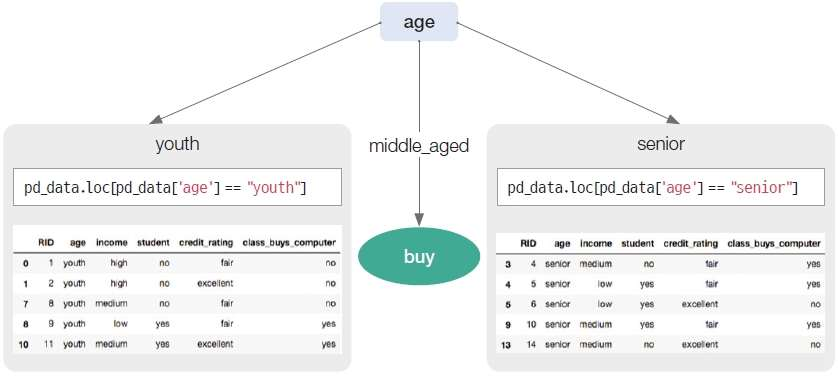 age
youth
middle_aged
senior
pd_data.loc[pd_data['age'] == "youth"]
pd_data.loc[pd_data['age'] == "senior"]
buy
RID age income student credit_rating class_buys_computer
0 1 youth high no fair no
1 2 youth high no excellent no
7 8 youth medium no fair no
8 9 youth low yes fair yes
10 11 youth medium yes excellent yes
RID age income student credit_rating class_buys_computer
3 4 senior medium no fair yes
4 5 senior low yes fair yes
5 6 senior low yes excellent no
9 10 senior medium yes fair yes
13 14 senior medium no excellent no